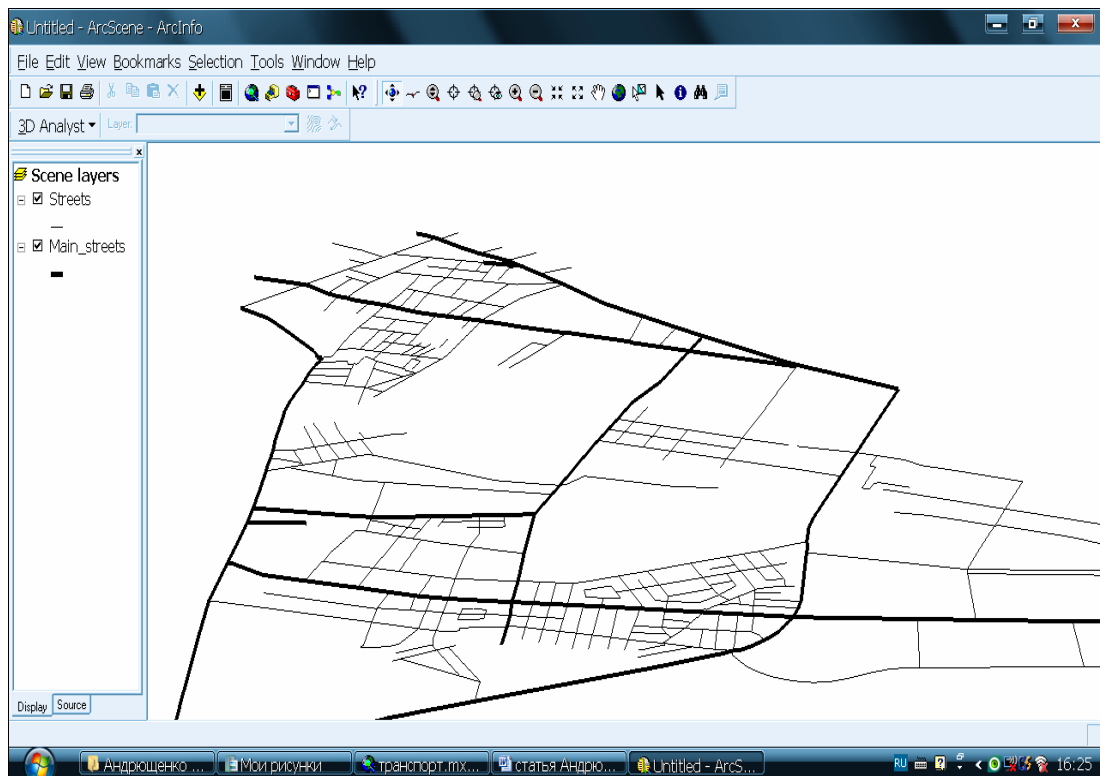 Untitled - ArcScene - ArcInfo
File Edit View Bookmarks Selection Tools Window Help
3D Analyst Layer:
Scene layers
Streets
Main_streets
Display Source
Андрющенко ... Мои рисунки транспорт.mx... статья Андрю... Untitled - ArcS... RU 16:25